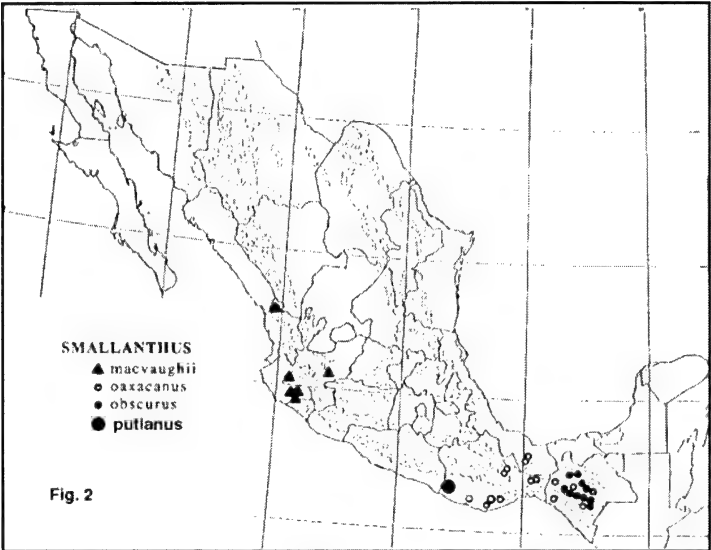 SMALLANTHUS
macvaughii
oaxacanus
obscurus
putlanus
Fig. 2